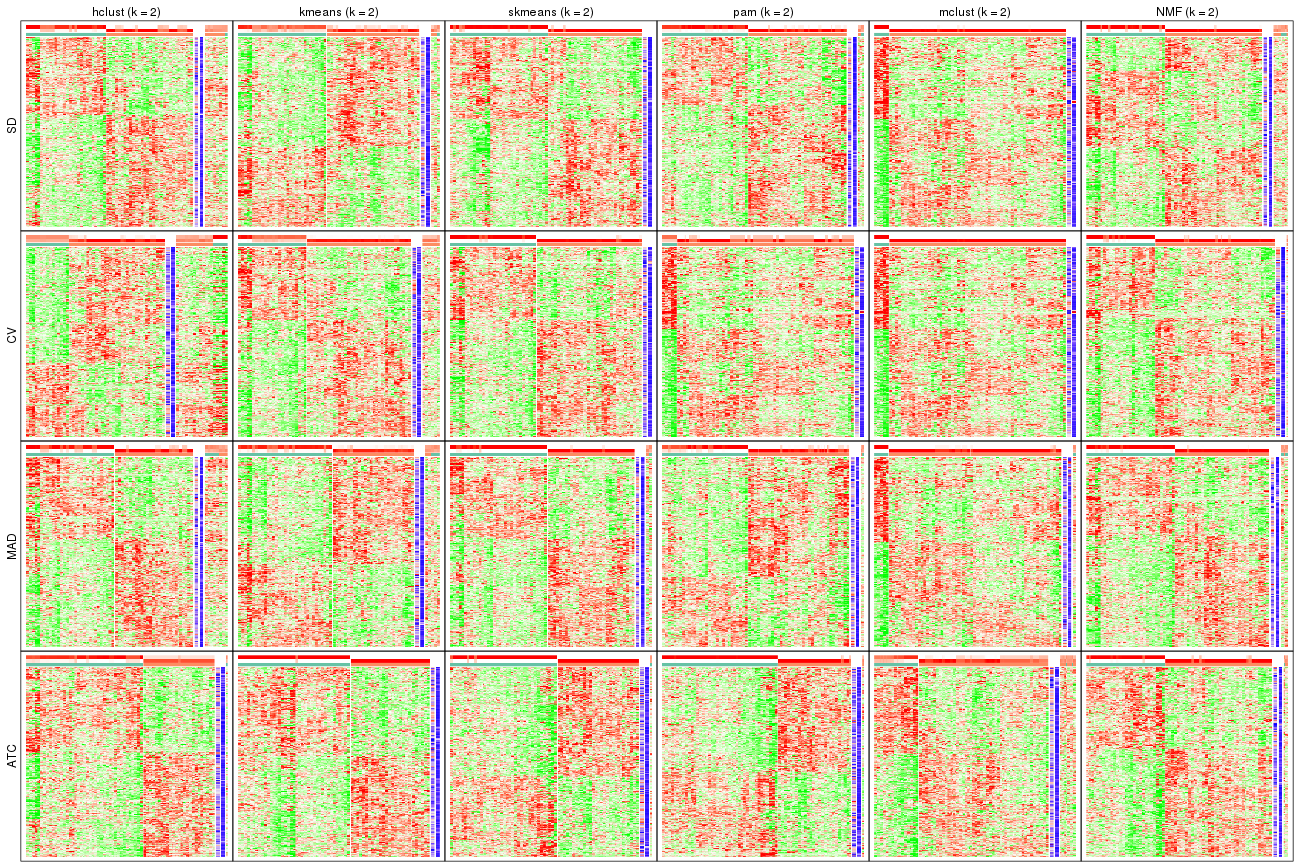 hclust (k = 2) kmeans (k = 2) skmeans (k = 2) pam (k = 2) mclust (k = 2) NMF (k = 2)
SD
CV
MAD
ATC